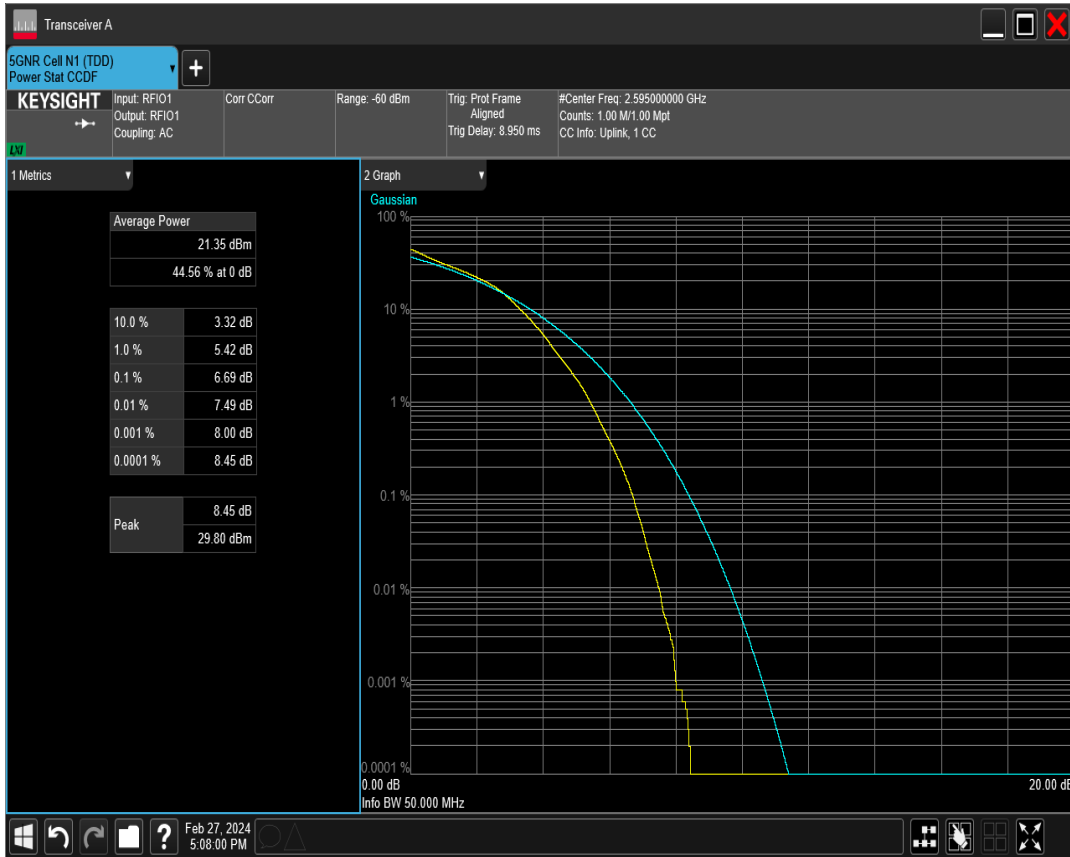 Transceiver A
5GNR Cell N1 (TDD)
Power Stat CCDF
+
KEYSIGHT
LXI
Input: RFIO1
Output: RFIO1
Coupling: AC
Corr CCorr
Range: -60 dBm
Trig: Prot Frame
Aligned
Trig Delay: 8.950 ms
#Center Freq: 2.595000000 GHz
Counts: 1.00 M/1.00 Mpt
CC Info: Uplink, 1 CC
1 Metrics
Average Power
21.35 dBm
44.56 % at 0 dB
10.0 % 3.32 dB
1.0 % 5.42 dB
0.1 % 6.69 dB
0.01 % 7.49 dB
0.001 % 8.00 dB
0.0001 % 8.45 dB
Peak
8.45 dB
29.80 dBm
2 Graph
Gaussian
100 %
10 %
1 %
0.1 %
0.01 %
0.001 %
0.0001 %
0.00 dB
20.00 dB
Info BW 50.000 MHz
?
Feb 27, 2024
5:08:00 PM